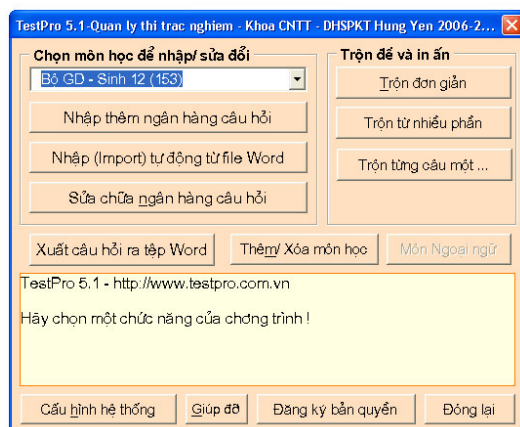 TestPro 5.1-Quan ly thi trac nghiem - Khoa CNTT - DHSPKT Hung Yen 2006-2...
Chọn môn học để nhập/ sửa đổi
Bộ GD - Sinh 12 (153)
Nhập thêm ngân hàng câu hỏi
Nhập (Import) tự động từ file Word
Sửa chữa ngân hàng câu hỏi
Trộn đề và in ấn
Trộn đơn giản
Trộn từ nhiều phần
Trộn từng câu một ...
Xuất câu hỏi ra tệp Word
Thêm/ Xóa môn học
Môn Ngoại ngữ
TestPro 5.1 - http://www.testpro.com.vn
Hãy chọn một chức năng của chơng trình !
Cấu hình hệ thống
Giúp đỡ
Đăng ký bản quyền
Đóng lại